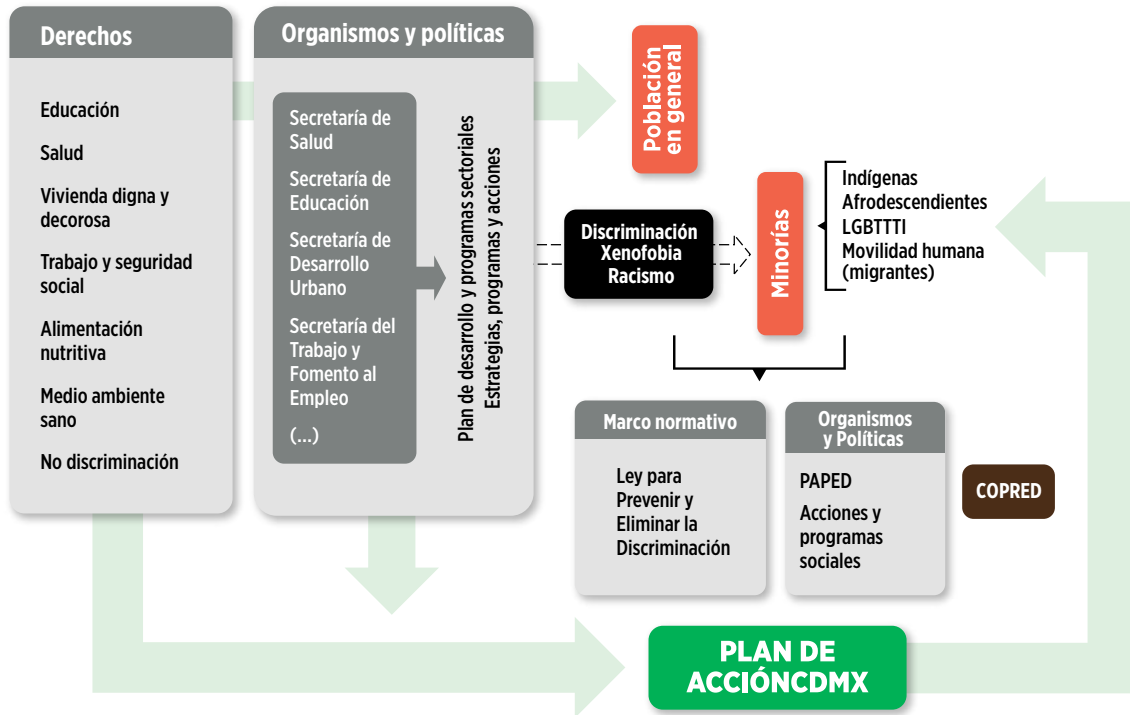 Derechos
Educación
Salud
Vivienda digna y
decorosa
Trabajo y seguridad
social
Alimentación
nutritiva
Medio ambiente
sano
No discriminación
Organismos y políticas
Secretaría de
Salud
Secretaría de
Educación
Secretaría de
Desarrollo
Urbano
Secretaría del
Trabajo y
Fomento al
Empleo
(...)
Plan de desarrollo y programas sectoriales
Estrategias, programas y acciones
Población
en general
Discriminación
Xenofobia
Racismo
Minorías
Indígenas
Afrodescendientes
LGBTTTI
Movilidad humana
(migrantes)
Marco normativo
Ley para
Prevenir y
Eliminar la
Discriminación
Organismos
y Políticas
PAPED
Acciones y
programas
sociales
COPRED
PLAN DE
ACCIÓNCDMX